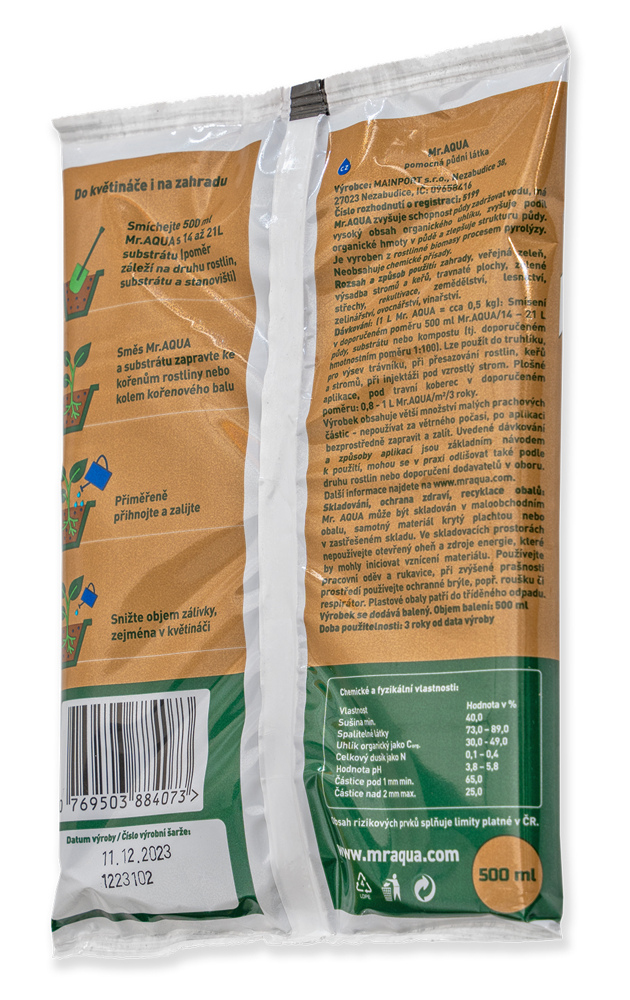 Do květináče i na zahradu
Smíchejte 500 ml
Mr.AQUA s 14 až 21L
substrátu (poměr
záleží na druhu rostlin,
substrátu a stanovišti)
Směs Mr.AQUA
a substrátu zapravte ke
kořenům rostliny nebo
kolem kořenového balu
Přiměřeně
přihnojte a zalijte
Snižte objem zálivky,
zejména v květináči
0 769503 884073 >
Datum výroby / Číslo výrobní šarže:
11.12.2023
1223102
CZ
Mr.AQUA
pomocná půdní látka
Výrobce: MAINPORT s.r.o., Nezabudice 38,
27023 Nezabudice, IČ: 09658416
Číslo rozhodnutí o registraci: 5199
Mr.AQUA zvyšuje schopnost půdy zadržovat vodu, má
vysoký obsah organického uhlíku, zvyšuje podíl
organické hmoty v půdě a zlepšuje strukturu půdy.
Je vyroben z rostlinné biomasy procesem pyrolýzy.
Neobsahuje chemické přísady.
Rozsah a způsob použití: zahrady, veřejná zeleň,
výsadba stromů a keřů, travnaté plochy, zelené
střechy, rekultivace, zemědělství, lesnictví,
zelinářství, ovocnářství, vinařství.
Dávkování: (1 L Mr. AQUA = cca 0,5 kg): Smísení
v doporučeném poměru 500 ml Mr.AQUA/14 – 21 L
půdy, substrátu nebo kompostu (tj. doporučeném
hmotnostním poměru 1:100). Lze použít do truhlíku,
pro výsev trávníku, při přesazování rostlin, keřů
a stromů, při injektáži pod vzrostlý strom. Plošné
aplikace, pod travní koberec v doporučeném
poměru: 0,8 - 1 L Mr.AQUA/m²/3 roky.
Výrobek obsahuje větší množství malých prachových
částic - nepoužívat za větrného počasí, po aplikaci
bezprostředně zapravit a zalít. Uvedené dávkování
a způsoby aplikací jsou základním návodem
k použití, mohou se v praxi odlišovat také podle
druhu rostlin nebo doporučení dodavatelů v oboru.
Další informace najdete na www.mraqua.com.
Skladování, ochrana zdraví, recyklace obalů:
Mr. AQUA může být skladován v maloobchodním
obalu, samotný materiál krytý plachtou nebo
v zastřešeném skladu. Ve skladovacích prostorách
nepoužívejte otevřený oheň a zdroje energie, které
by mohly iniciovat vznícení materiálu. Používejte
pracovní oděv a rukavice, při zvýšené prašnosti
prostředí používejte ochranné brýle, popř. roušku či
respirátor. Plastové obaly patří do tříděného odpadu.
Výrobek se dodává balený. Objem balení: 500 ml
Doba použitelnosti: 3 roky od data výroby
Chemické a fyzikální vlastnosti:
Vlastnost Hodnota v %
Sušina min. 40,0
Spalitelné látky 73,0 – 89,0
Uhlík organický jako Corg. 30,0 - 49,0
Celkový dusík jako N 0,1 – 0,4
Hodnota pH 3,8 – 5,8
Částice pod 1 mm min. 65,0
Částice nad 2 mm max. 25,0
Obsah rizikových prvků splňuje limity platné v ČR.
www.mraqua.com
500 ml
4
LDPE